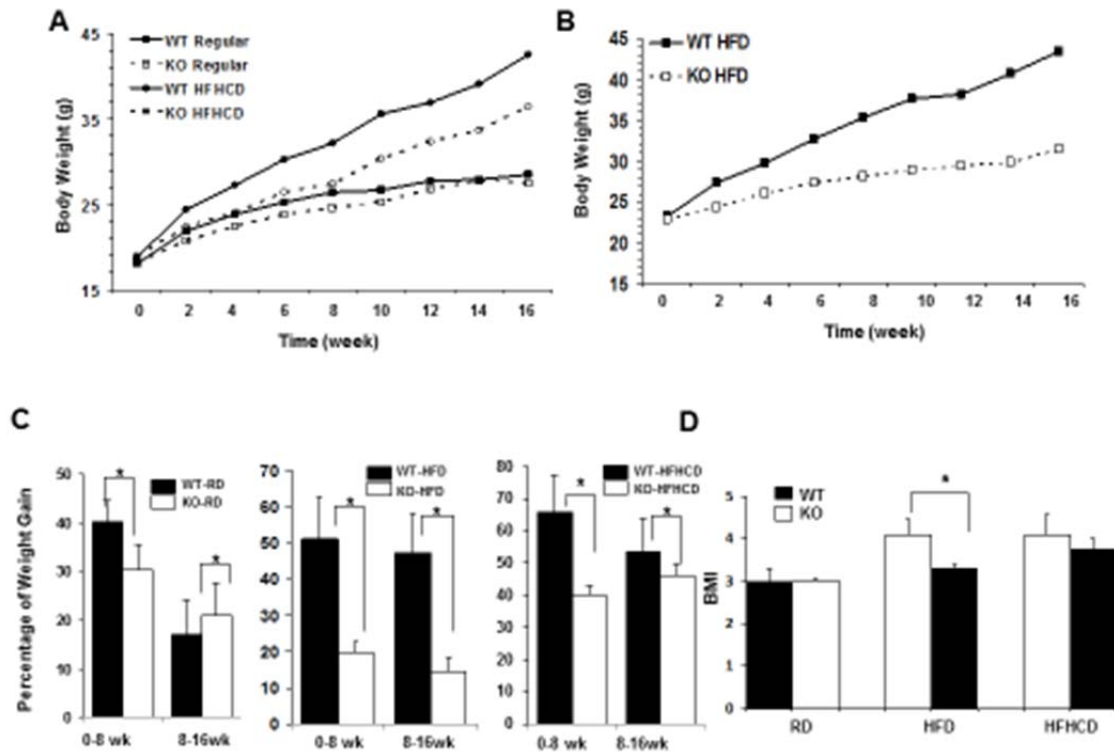 A
WT Regular
KO Regular
WT HFHCD
KO HFHCD
45
35
25
15
Body Weight (g)
0 2 4 6 8 10 12 14 16
Time (week)
B
WT HFD
KO HFD
45
40
35
30
25
20
15
Body Weight (g)
0 2 4 6 8 10 12 14 16
Time (week)
C
Percentage of Weight Gain
50
40
30
20
10
0
*
WT-RD
KO-RD
*
0-8 wk 8-16wk
70
60
50
40
30
20
10
0
WT-HFD
KO-HFD
* *
0-8 wk 8-16wk
80
70
60
50
40
30
20
10
0
WT-HFHCD
KO-HFHCD
* *
0-8 wk 8-16wk
D
BMI
5
4
3
2
WT
KO
*
RD HFD HFHCD